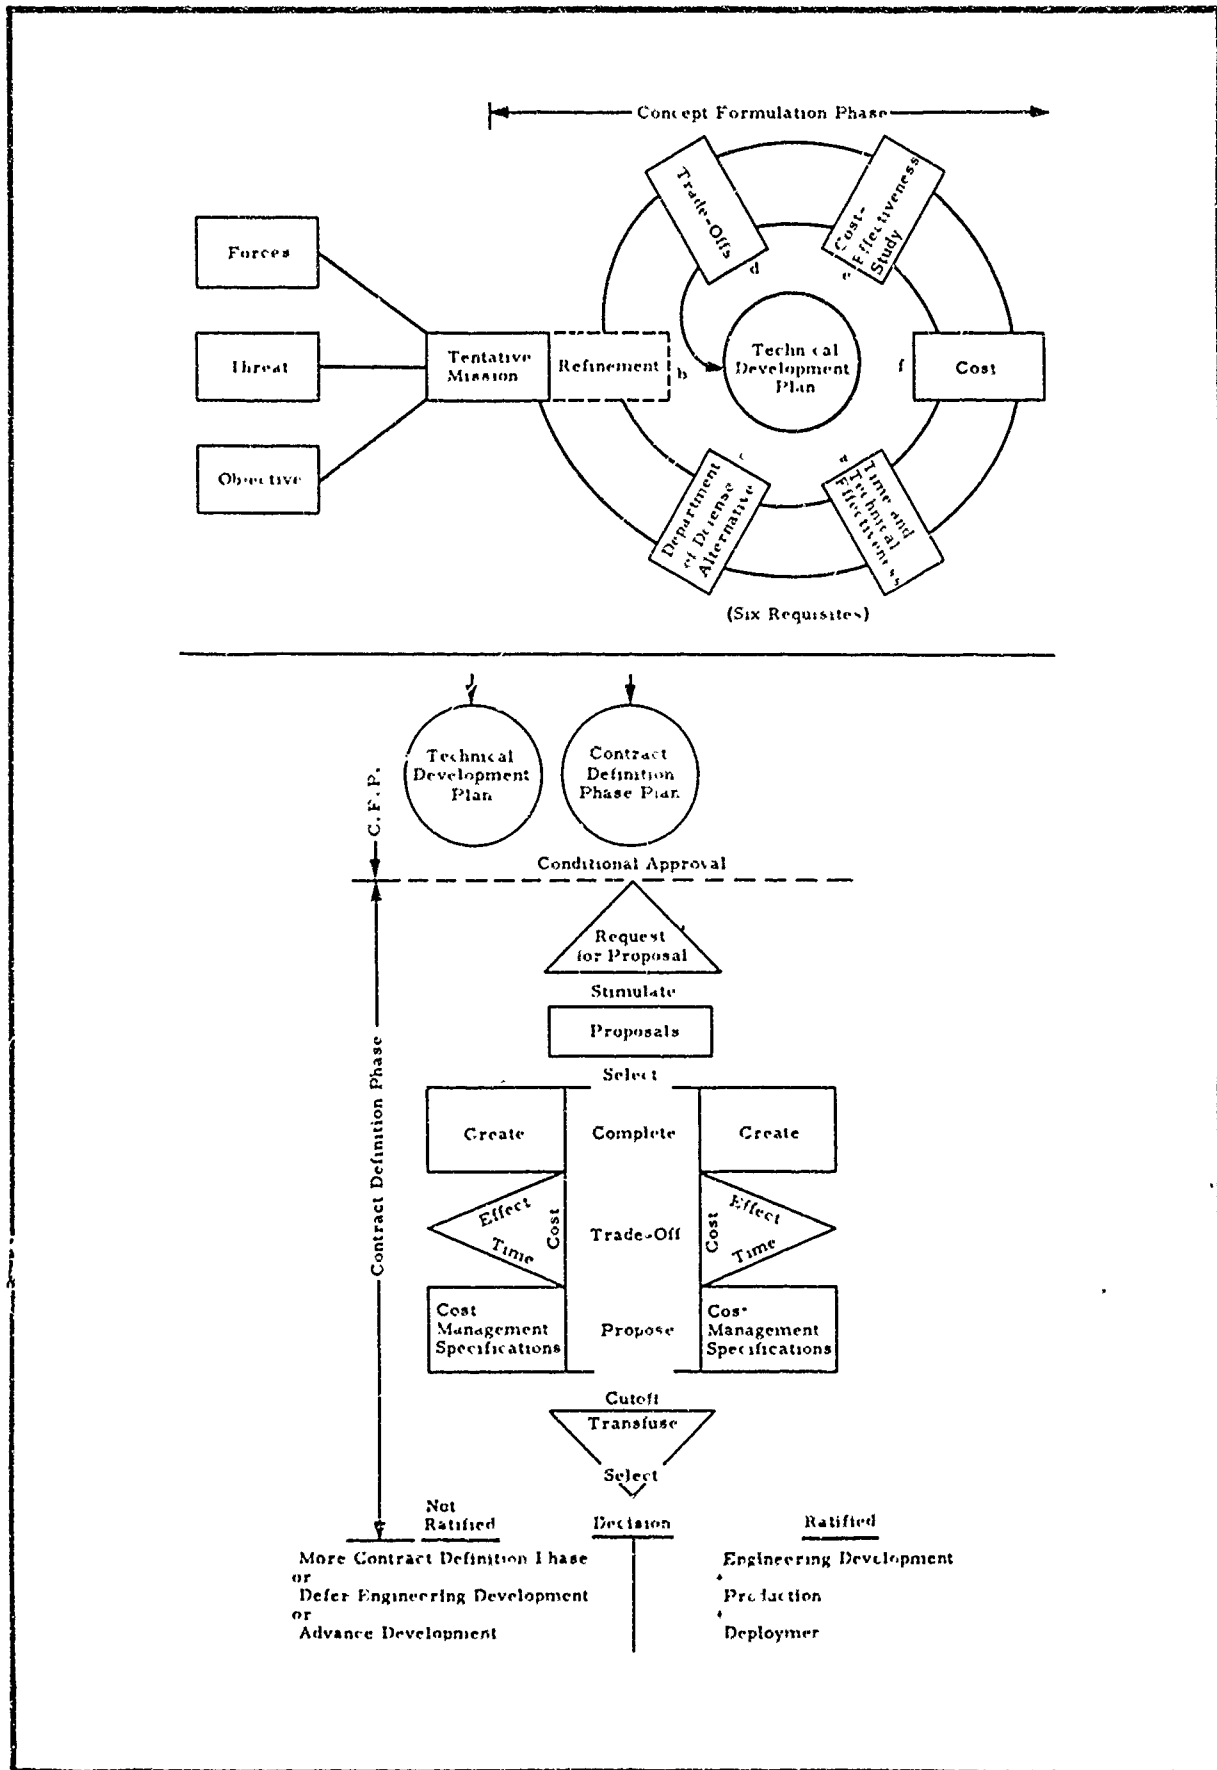 Concept Formulation Phase
Trade-Offs
d
Cost-
Effectiveness
Study
e
Forces
Threat
Objective
Tentative
Mission
Refinement
b
Technical
Development
Plan
f
Cost
c
Department
of Defense
Alternative
a
Time and
Technical
Effectiveness
(Six Requisites)
Technical
Development
Plan
Contract
Definition
Phase Plan
C.F.P.
Conditional Approval
Request
for Proposal
Stimulate
Proposals
Select
Contract Definition Phase
Create
Complete
Create
Effect
Cost
Time
Trade-Off
Effect
Cost
Time
Cost
Management
Specifications
Propose
Cost
Management
Specifications
Cutoff
Transfuse
Select
Not
Ratified
Decision
Ratified
More Contract Definition Phase
or
Defer Engineering Development
or
Advance Development
Engineering Development
Production
Deploymer